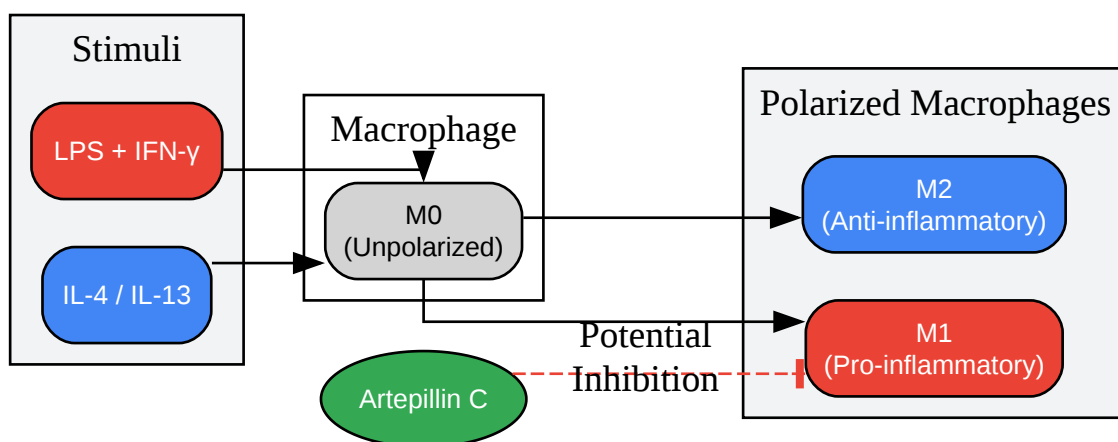 Stimuli
LPS + IFN-γ
IL-4 / IL-13
Macrophage
M0
(Unpolarized)
Polarized Macrophages
M2
(Anti-inflammatory)
M1
(Pro-inflammatory)
Potential
Inhibition
Artepillin C